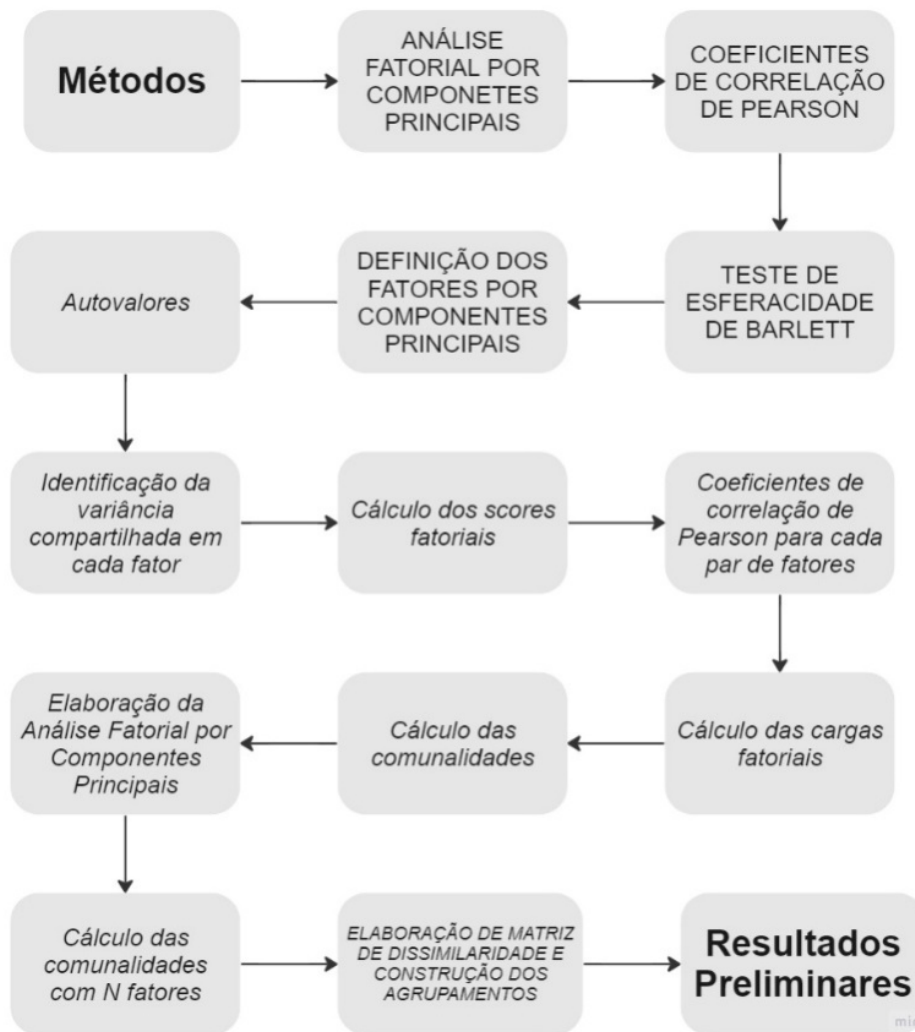 Métodos
ANÁLISE
FATORIAL POR
COMPONETES
PRINCIPAIS
COEFICIENTES
DE CORRELAÇÃO
DE PEARSON
TESTE DE
ESFERACIDADE
DE BARLETT
DEFINIÇÃO DOS
FATORES POR
COMPONENTES
PRINCIPAIS
Autovalores
Identificação da
variância
compartilhada em
cada fator
Cálculo dos scores
fatoriais
Coeficientes de
correlação de
Pearson para cada
par de fatores
Cálculo das cargas
fatoriais
Cálculo das
comunalidades
Elaboração da
Análise Fatorial por
Componentes
Principais
Cálculo das
comunalidades
com N fatores
ELABORAÇÃO DE MATRIZ
DE DISSIMILARIDADE E
CONSTRUÇÃO DOS
AGRUPAMENTOS
Resultados
Preliminares